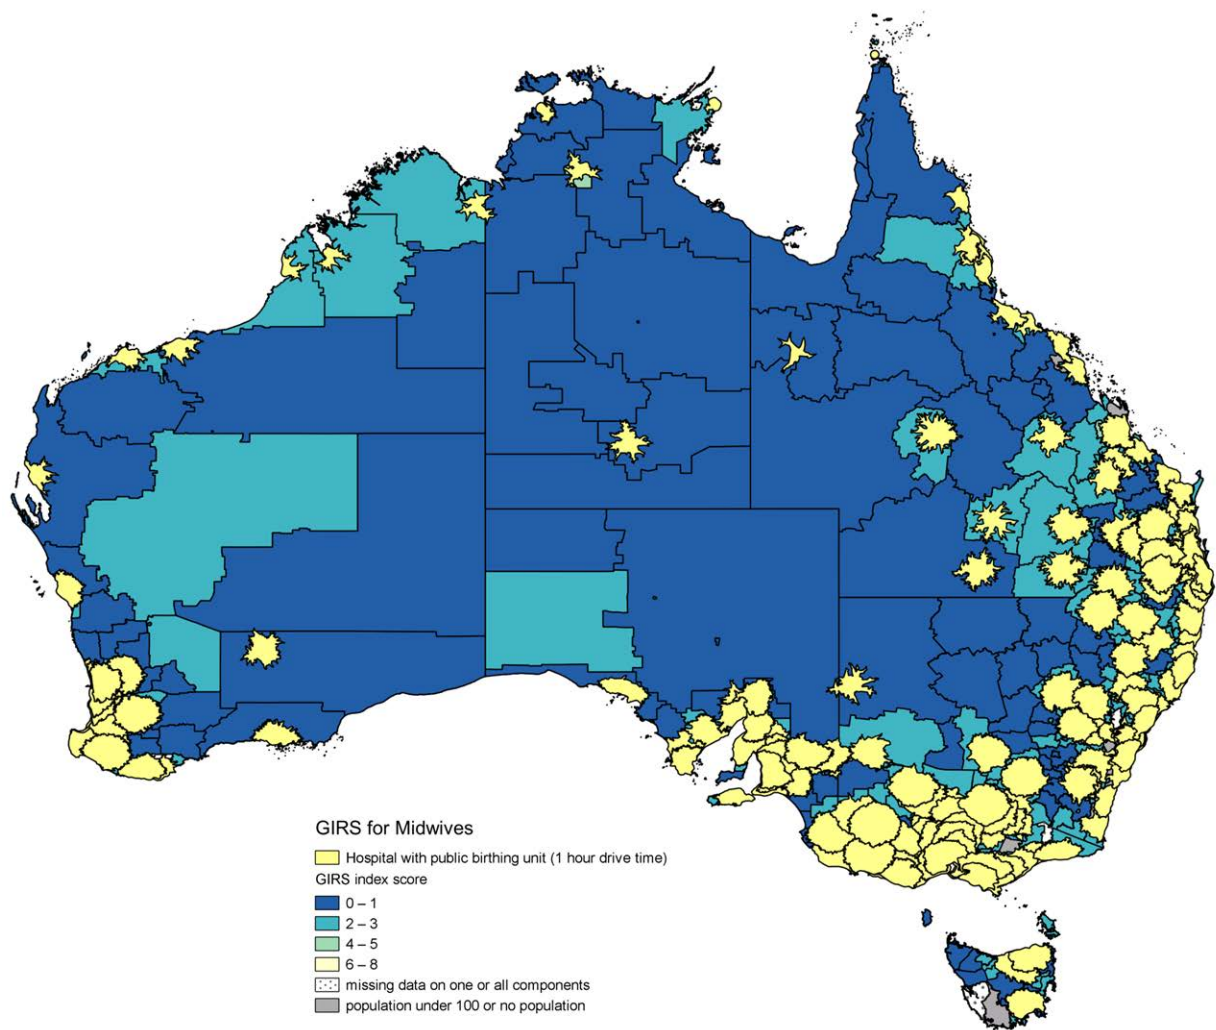 GIRS for Midwives
Hospital with public birthing unit (1 hour drive time)
GIRS index score
0 – 1
2 – 3
4 – 5
6 – 8
missing data on one or all components
population under 100 or no population